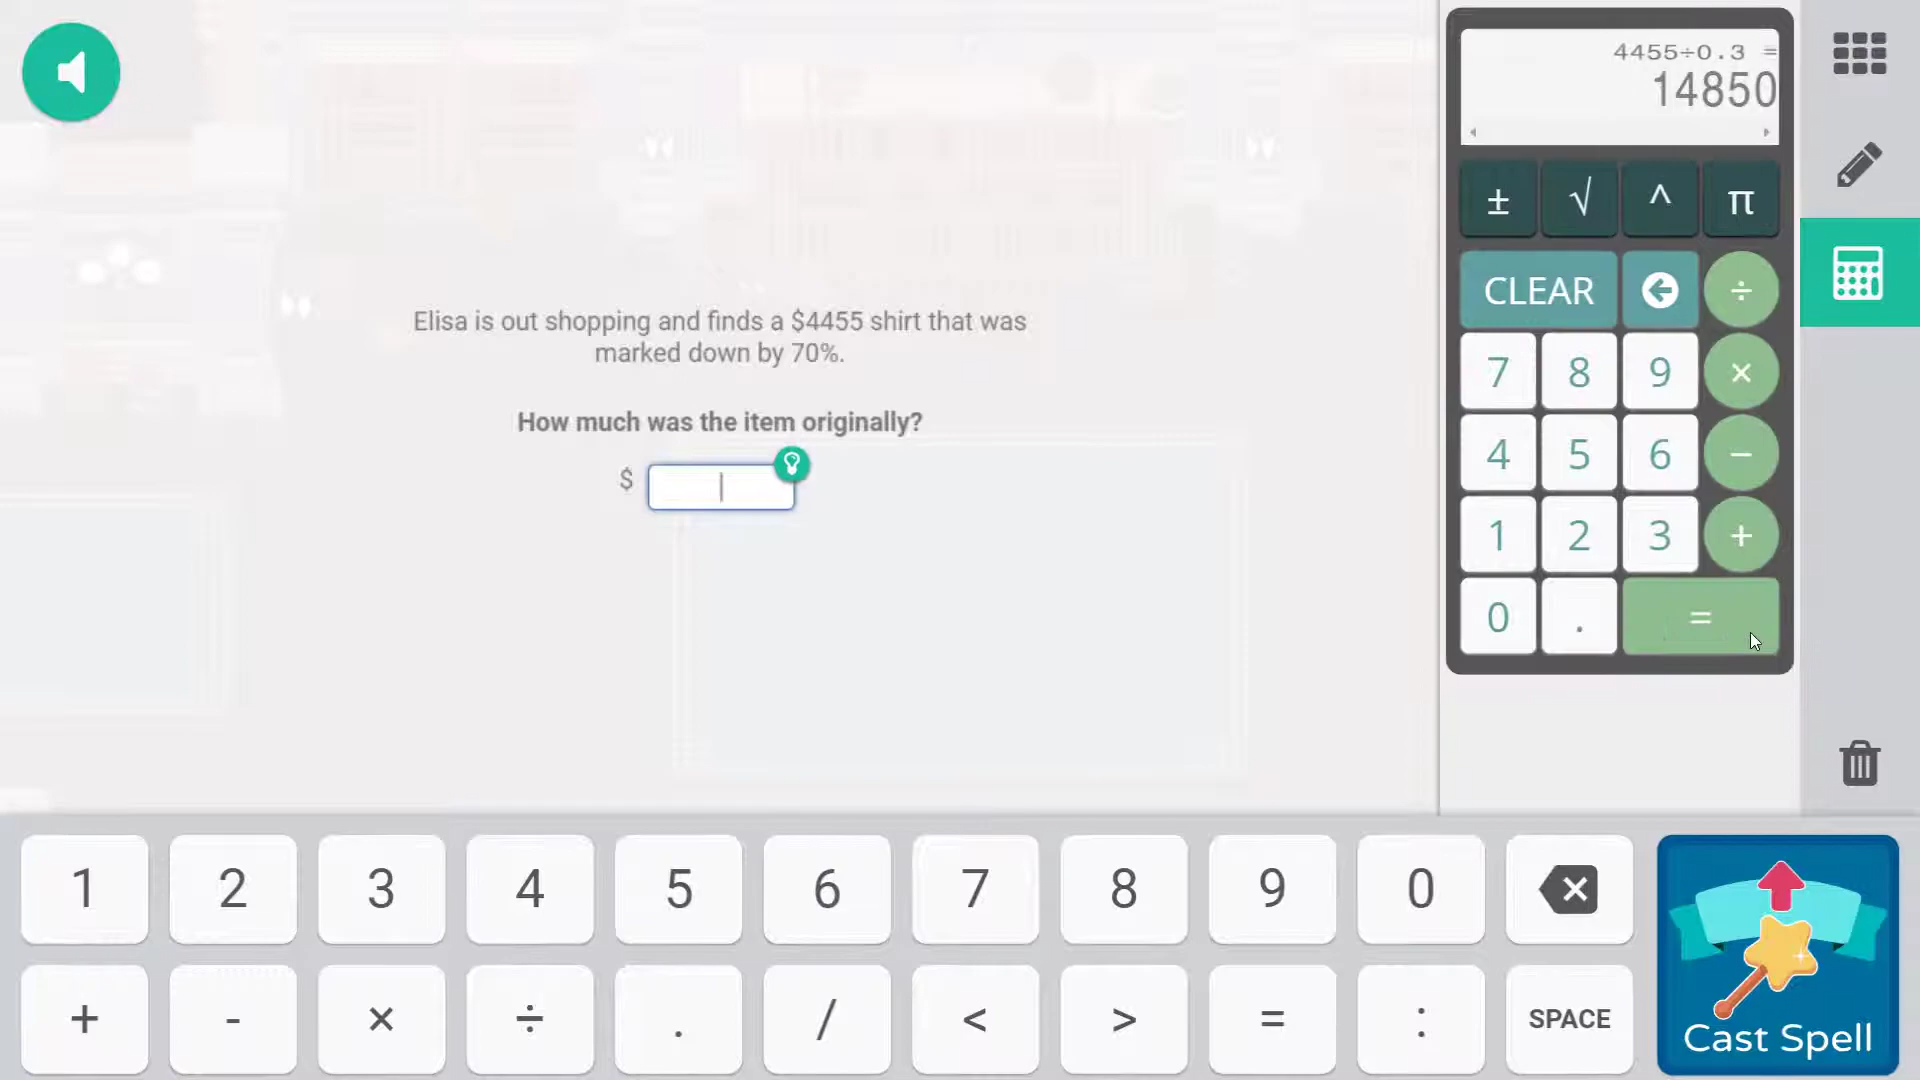 Elisa is out shopping and finds a $4455 shirt that was
marked down by 70%.
How much was the item originally?
$
4455÷0.3 =
14850
± √ ^ π
CLEAR ÷
7 8 9 ×
4 5 6 −
1 2 3 +
0 . =
1 2 3 4 5 6 7 8 9 0
+ - × ÷ . / < > = : SPACE
Cast Spell